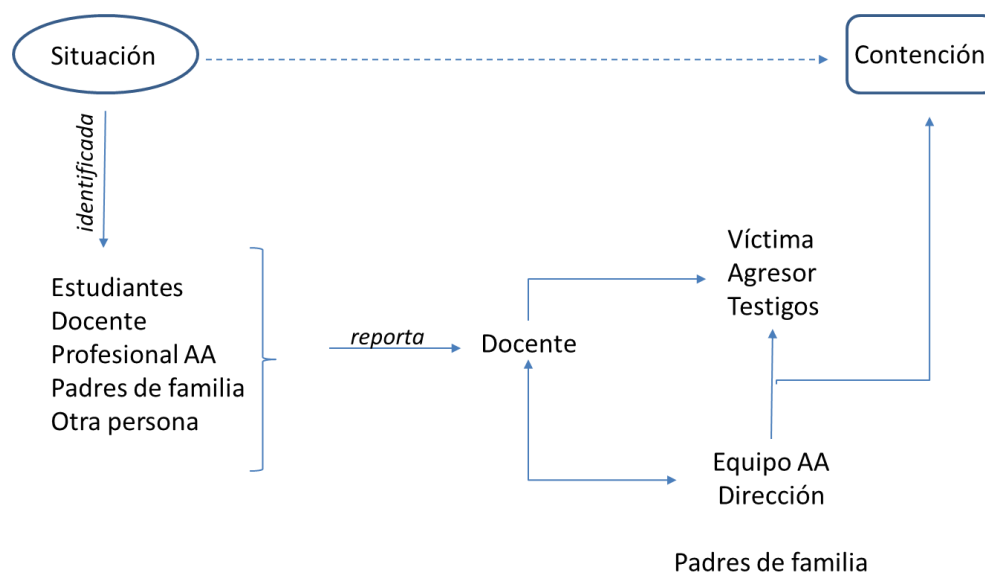 Situación
Contención
identificada
Estudiantes
Docente
Profesional AA
Padres de familia
Otra persona
reporta
Docente
Víctima
Agresor
Testigos
Equipo AA
Dirección
Padres de familia